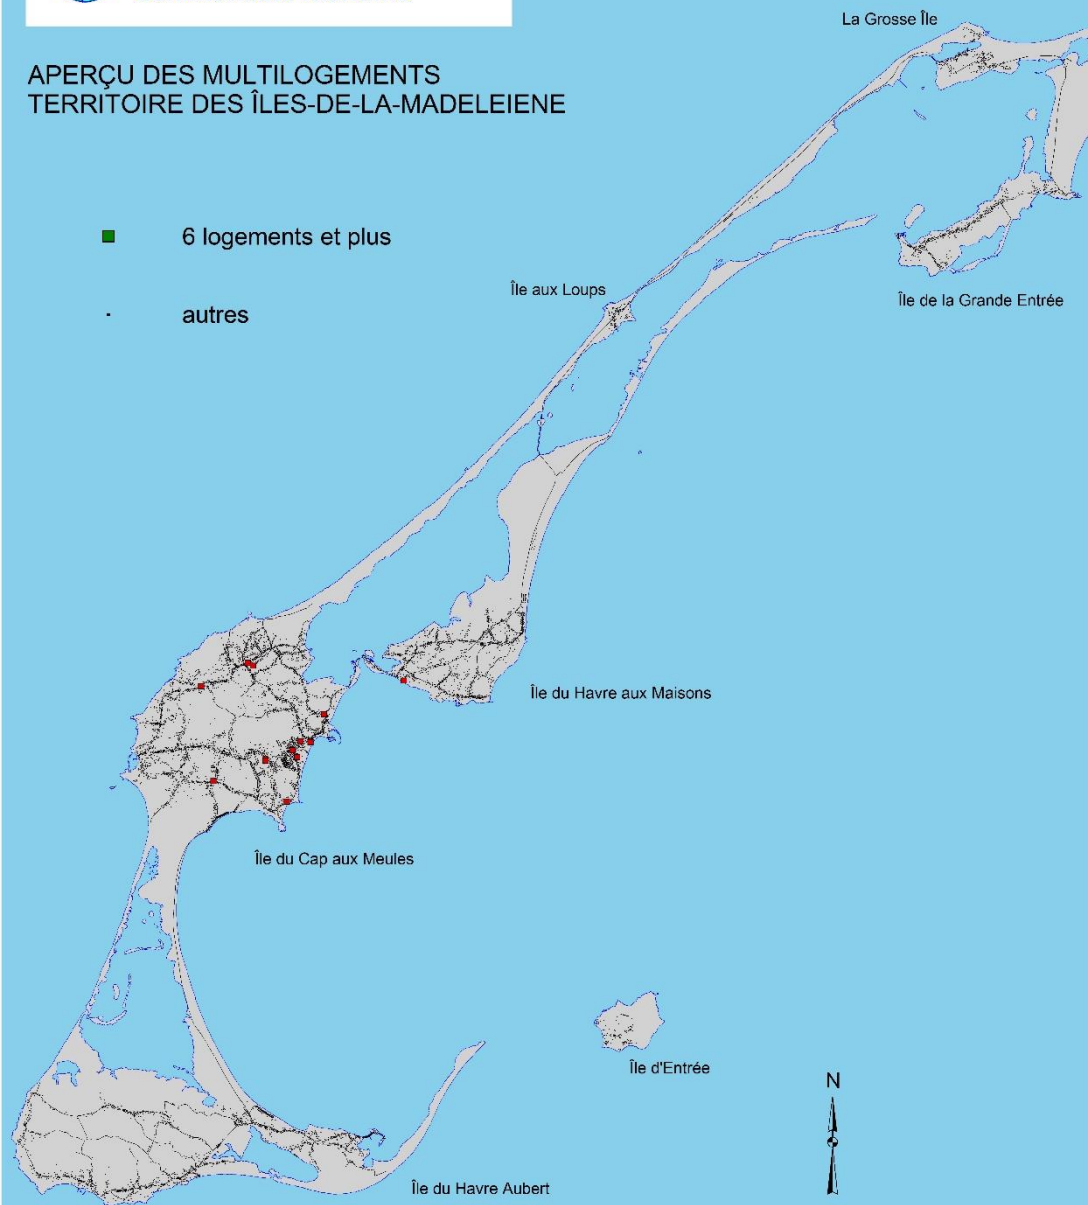 La Grosse Île
APERÇU DES MULTILOGEMENTS
TERRITOIRE DES ÎLES-DE-LA-MADELEIENE
6 logements et plus
Île aux Loups
Île de la Grande Entrée
autres
Île du Havre aux Maisons
Île du Cap aux Meules
Île d'Entrée
N
Île du Havre Aubert